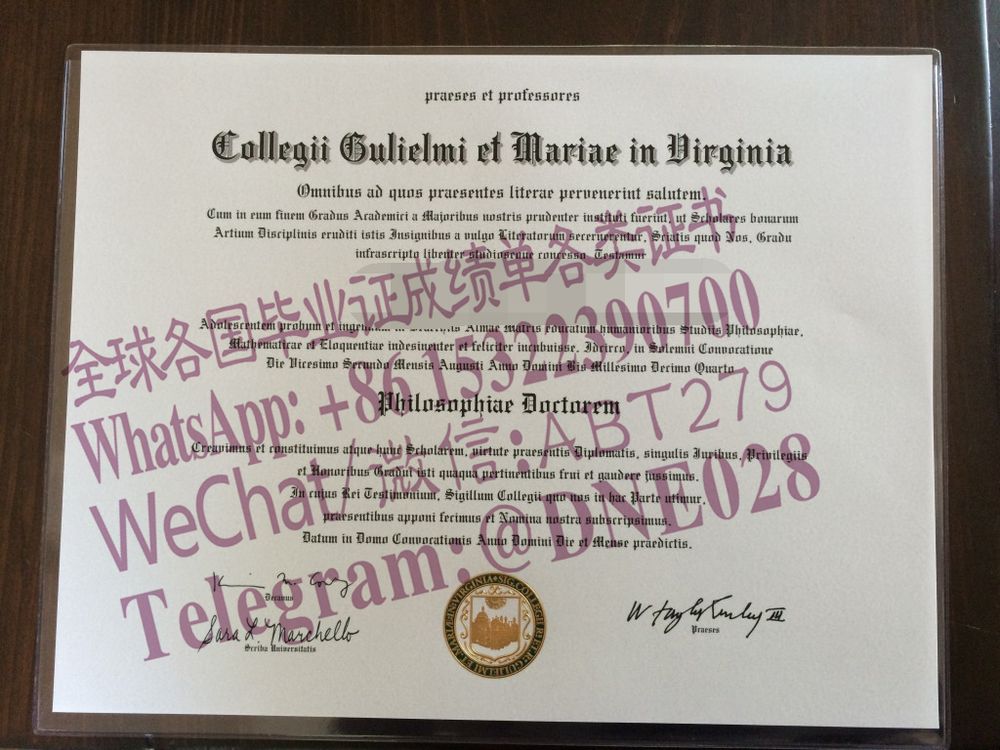 praeses et professores
Collegii Gulielmi et Mariae in Virginia
Omnibus ad quos praesentes literae pervenerint salutem.
Cum in eum finem Gradus Academici a Majoribus nostris prudenter instituti fuerint, ut Scholares bonarum
Artium Disciplinis eruditi istis Insignibus a vulgo Literatorum secernerentur, Sciatis quod Nos, Gradu
infrascripto libenter studioseque concesso Testamur
全球各国毕业证成绩单各类证书
Adolescentem probum et in Almae Matris educatum humanioribus Studiis Philosophiae,
Mathematicae et Eloquentiae indesinenter et feliciter incubuisse. Idcirco, in Solemni Convocatione
Die Vicesimo Secundo Mensis Augusti Anno Domini Bis Millesimo Decimo Quarto
WhatsApp: +86 15322390700
Philosophiae Doctorem
WeChat/微信:ABT279
Creavimus et constituimus atque hunc Scholarem, virtute praesentis Diplomatis, singulis Juribus, Privilegiis
et Honoribus Gradui isti quaqua pertinentibus frui et gaudere jussimus.
In cujus Rei Testimonium, Sigillum Collegii quo nos in hac Parte utimur,
praesentibus apponi fecimus et Nomina nostra subscripsimus.
Datum in Domo Convocationis Anno Domini Die et Mense praedictis.
Telegram:@DNE028
Decanus
Sara L. Marchello
Scriba Universitatis
W Taylor Reveley III
Praeses